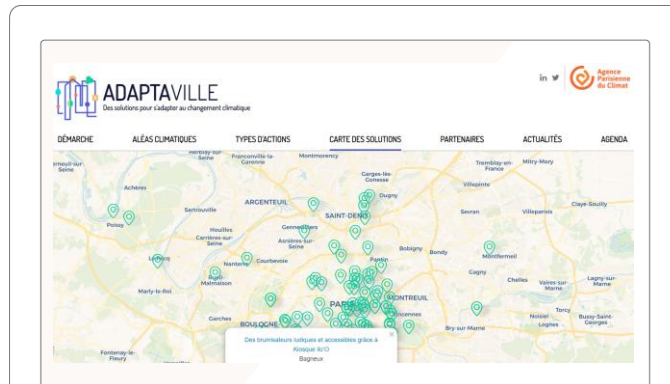 ADAPTAVILLE
Des solutions pour s'adapter au changement climatique
in
Agence
Parisienne
du Climat
DÉMARCHE ALÉAS CLIMATIQUES TYPES D'ACTIONS CARTE DES SOLUTIONS PARTENAIRES ACTUALITÉS AGENDA
Seine
Franconville-la-
Garenne
Montmorency
Garges-lès-
Gonesse
Tremblay-en-
France
Mitry-Mory
Villepinte
Achères
Dugny
ARGENTEUIL
SAINT-DENIS
Sartrouville
Sevran
Villeparisis
Claye-Souilly
Poissy
Houilles
Gennevilliers
Carrières-sur-
Seine
Asnières-sur-
Seine
Bobigny
Bondy
Montfermeil
Nanterre
Courbevoie
Pantin
Rueil-
Malmaison
Gagny
Chelles
Vaires-sur-
Marne
Lagny-sur-
Marne
Marly-le-Roi
MONTREUIL
Garches
BOULOGNE
Vincennes
Bry-sur-Marne
Noisiel
Torcy
Lognes
Bussy-Saint-
Georges
Fontenay-le-
Fleury
Des brumisateurs ludiques et accessibles grâce à
Kiosque île'O
Bagneux